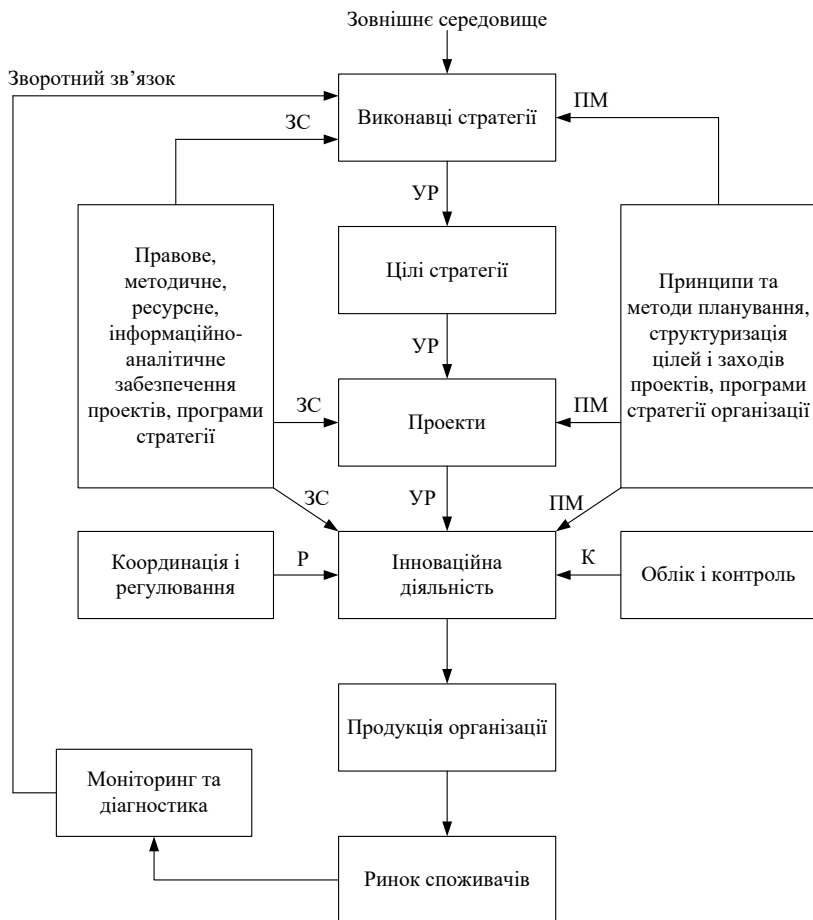 Зовнішнє середовище
Зворотний зв’язок
ПМ
Виконавці стратегії
ЗС
УР
Правове,
методичне,
ресурсне,
інформаційно-
аналітичне
забезпечення
проектів, програми
стратегії
Цілі стратегії
Принципи та
методи планування,
структуризація
цілей і заходів
проектів, програми
стратегії організації
УР
ЗС
Проекти
ПМ
ЗС
УР
ПМ
Координація і
регулювання
Р
Інноваційна
діяльність
К
Облік і контроль
Продукція організації
Моніторинг та
діагностика
Ринок споживачів